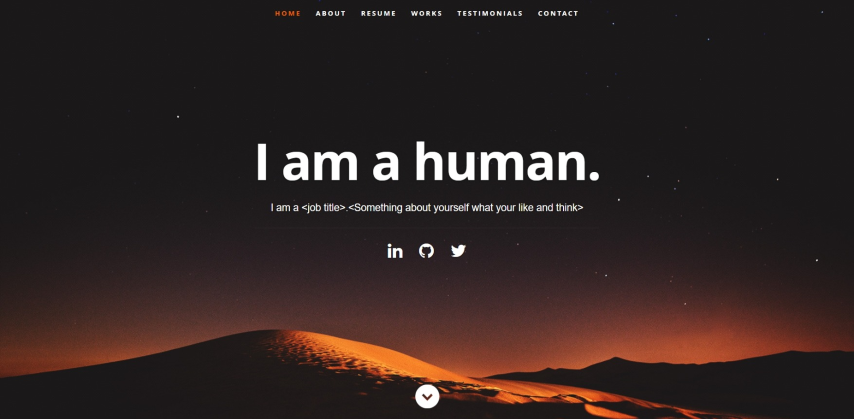 HOME ABOUT RESUME WORKS TESTIMONIALS CONTACT
I am a human.
I am a <job title>.<Something about yourself what your like and think>
in